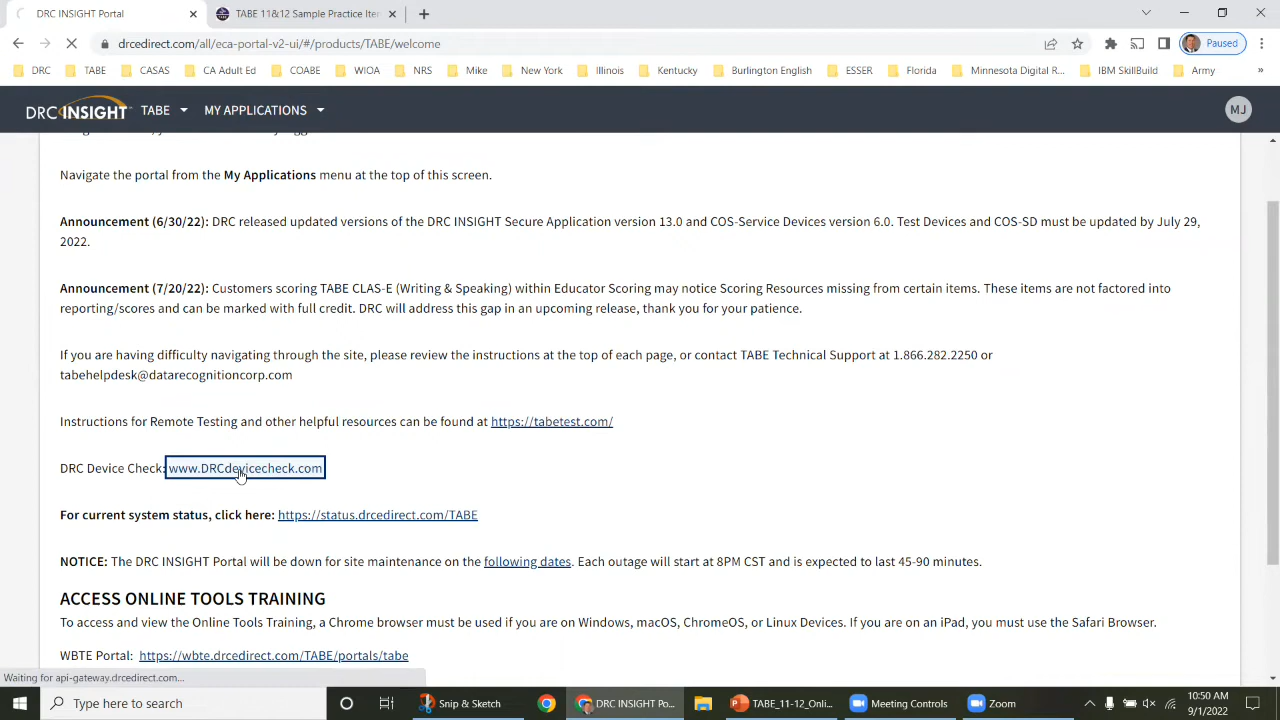 DRC INSIGHT Portal
TABE 11&12 Sample Practice Iter
drcedirect.com/all/eca-portal-v2-ui/#/products/TABE/welcome
Paused
DRC
TABE
CASAS
CA Adult Ed
COABE
WIOA
NRS
Mike
New York
Illinois
Kentucky
Burlington English
ESSER
Florida
Minnesota Digital R...
IBM SkillBuild
Army
»
DRC INSIGHT TABE MY APPLICATIONS MJ
Navigate the portal from the My Applications menu at the top of this screen.
Announcement (6/30/22): DRC released updated versions of the DRC INSIGHT Secure Application version 13.0 and COS-Service Devices version 6.0. Test Devices and COS-SD must be updated by July 29,
2022.
Announcement (7/20/22): Customers scoring TABE CLAS-E (Writing & Speaking) within Educator Scoring may notice Scoring Resources missing from certain items. These items are not factored into
reporting/scores and can be marked with full credit. DRC will address this gap in an upcoming release, thank you for your patience.
If you are having difficulty navigating through the site, please review the instructions at the top of each page, or contact TABE Technical Support at 1.866.282.2250 or
tabehelpdesk@datarecognitioncorp.com
Instructions for Remote Testing and other helpful resources can be found at https://tabetest.com/
DRC Device Check: www.DRCdevicecheck.com
For current system status, click here: https://status.drcedirect.com/TABE
NOTICE: The DRC INSIGHT Portal will be down for site maintenance on the following dates. Each outage will start at 8PM CST and is expected to last 45-90 minutes.
ACCESS ONLINE TOOLS TRAINING
To access and view the Online Tools Training, a Chrome browser must be used if you are on Windows, macOS, ChromeOS, or Linux Devices. If you are on an iPad, you must use the Safari Browser.
WBTE Portal: https://wbte.drcedirect.com/TABE/portals/tabe
Waiting for api-gateway.drcedirect.com...
Type here to search
Snip & Sketch
DRC INSIGHT Po...
TABE_11-12_Onli...
Meeting Controls
Zoom
10:50 AM
9/1/2022